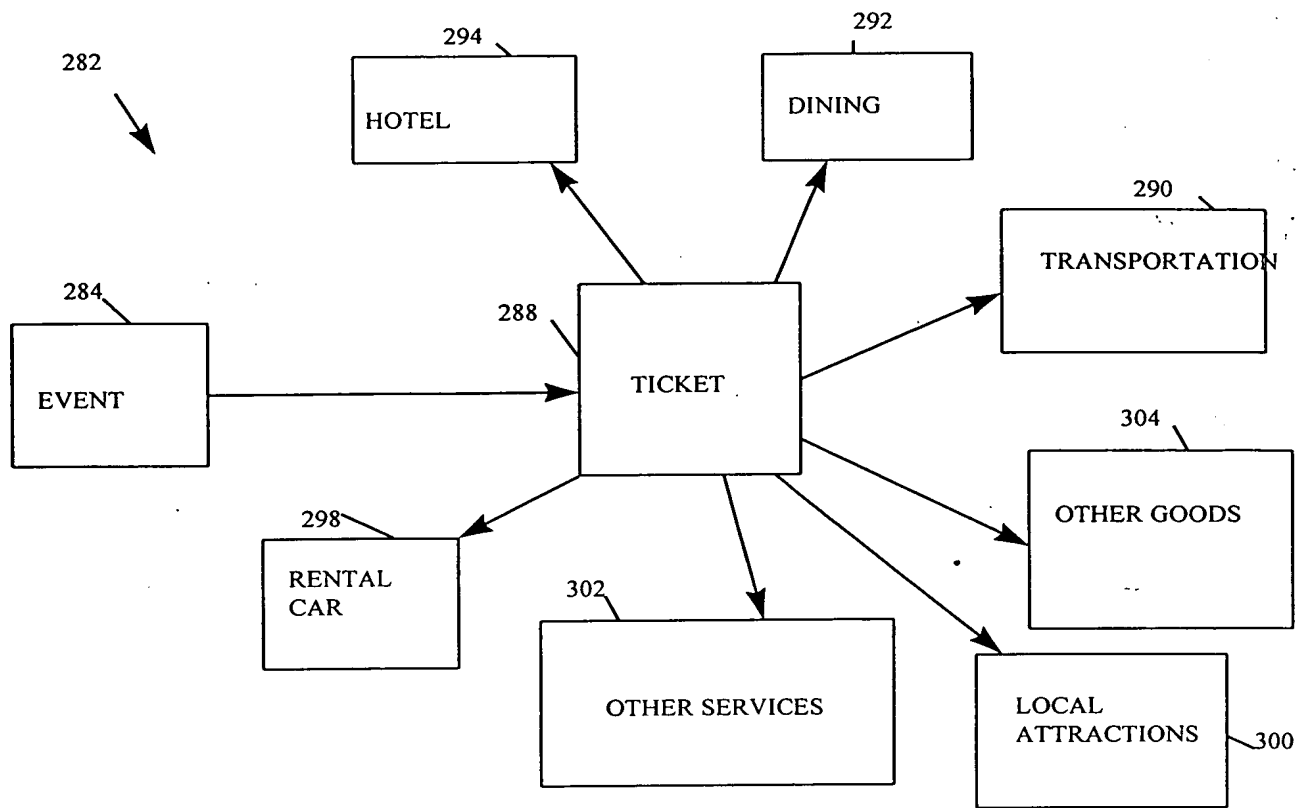 294
292
282
HOTEL
DINING
290
TRANSPORTATION
284
288
EVENT
TICKET
304
OTHER GOODS
298
RENTAL
CAR
302
OTHER SERVICES
LOCAL
ATTRACTIONS
300